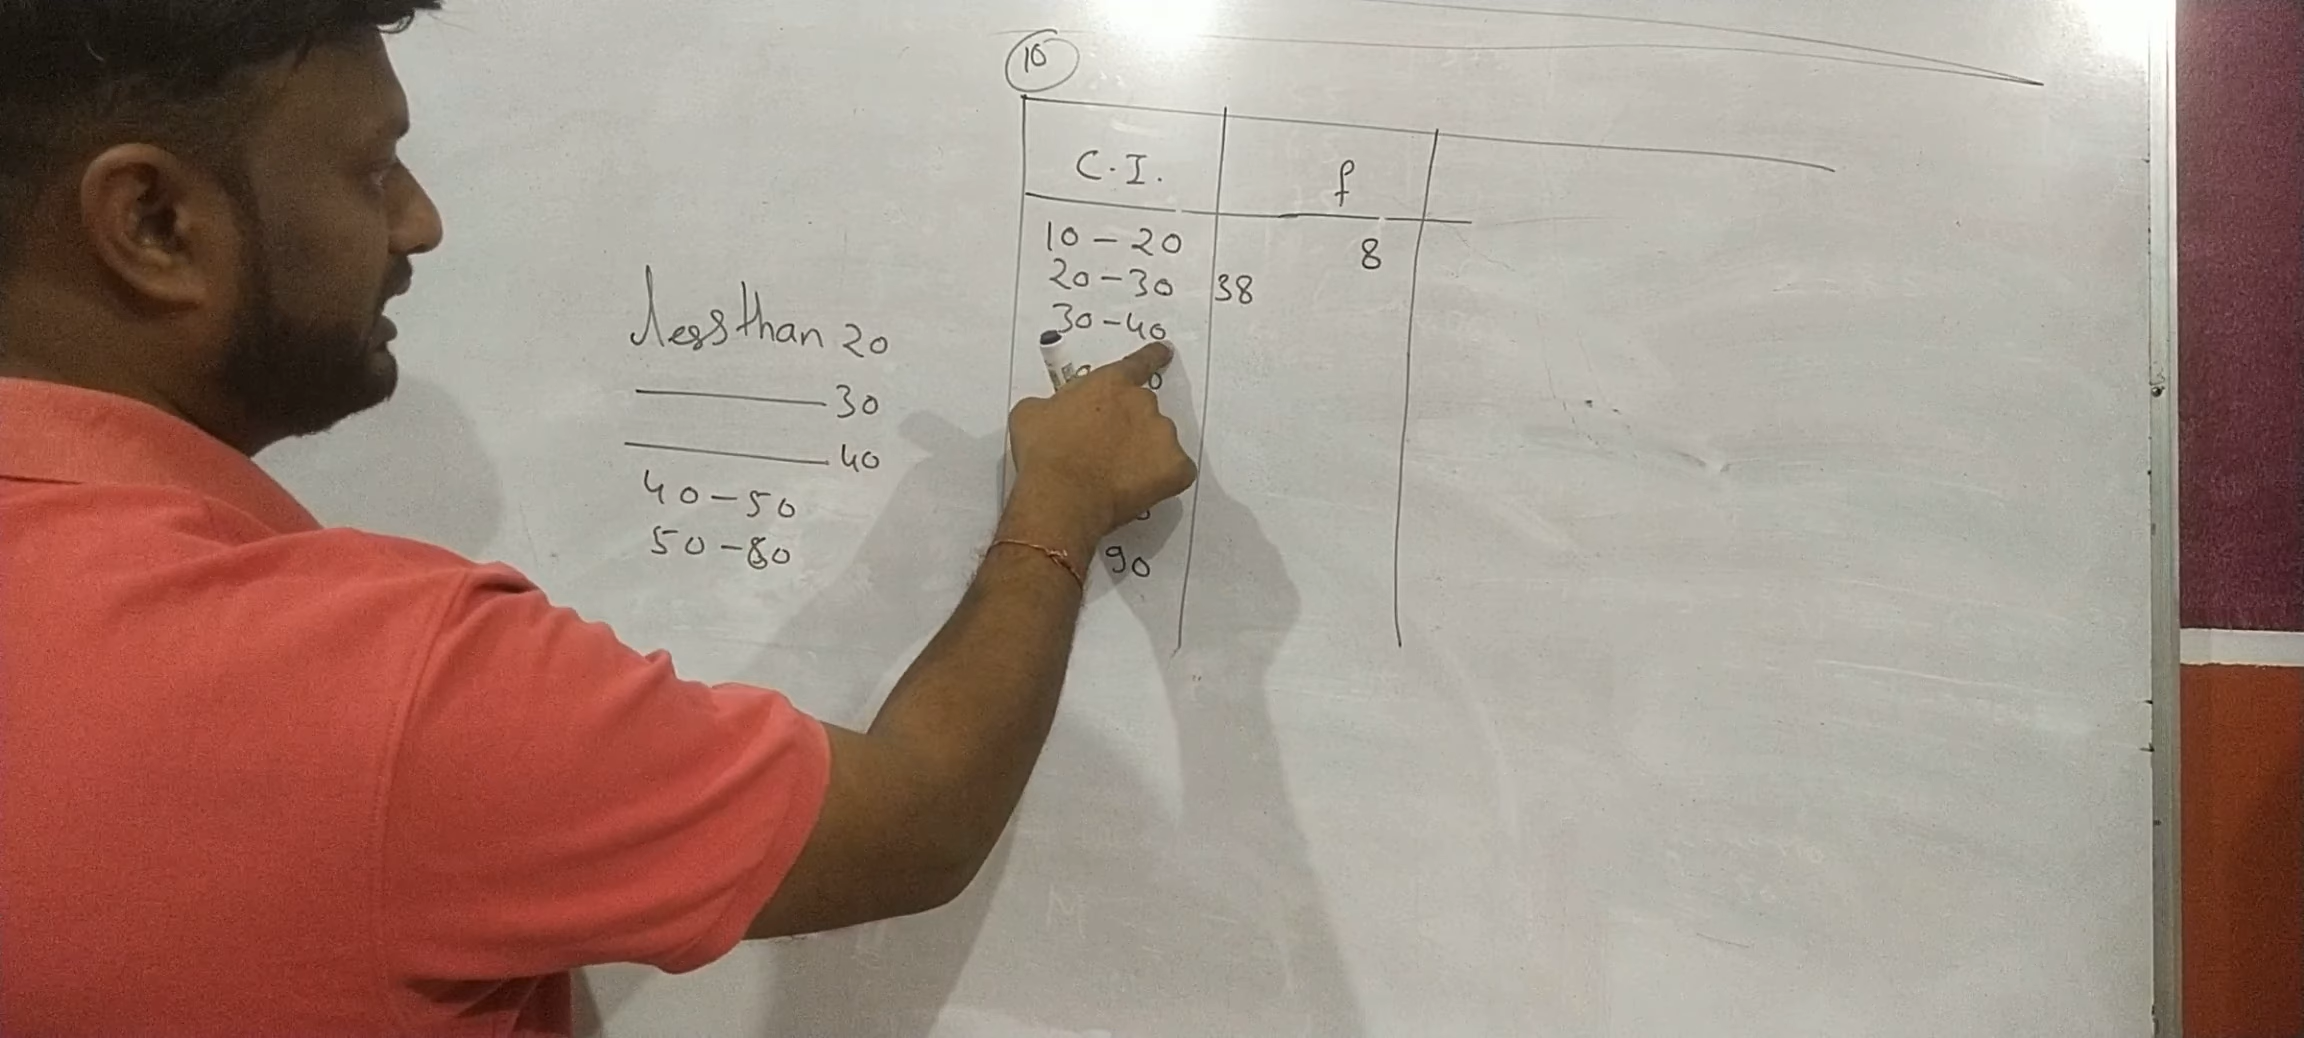 10
C.I. f
10 - 20 8
20 - 30 38
30 - 40
90
less than 20
30
40
40 - 50
50 - 80